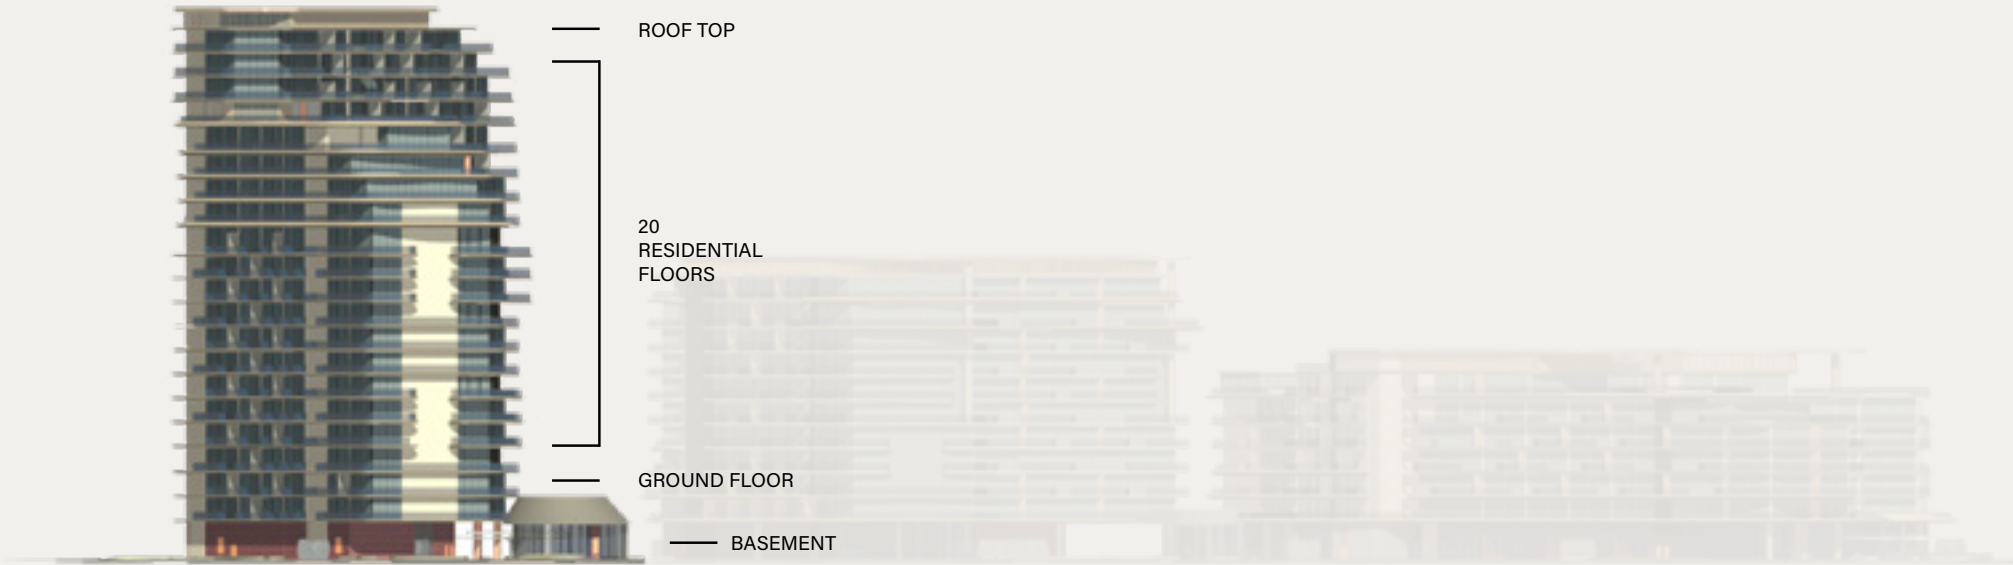 ROOF TOP
20
RESIDENTIAL
FLOORS
GROUND FLOOR
BASEMENT